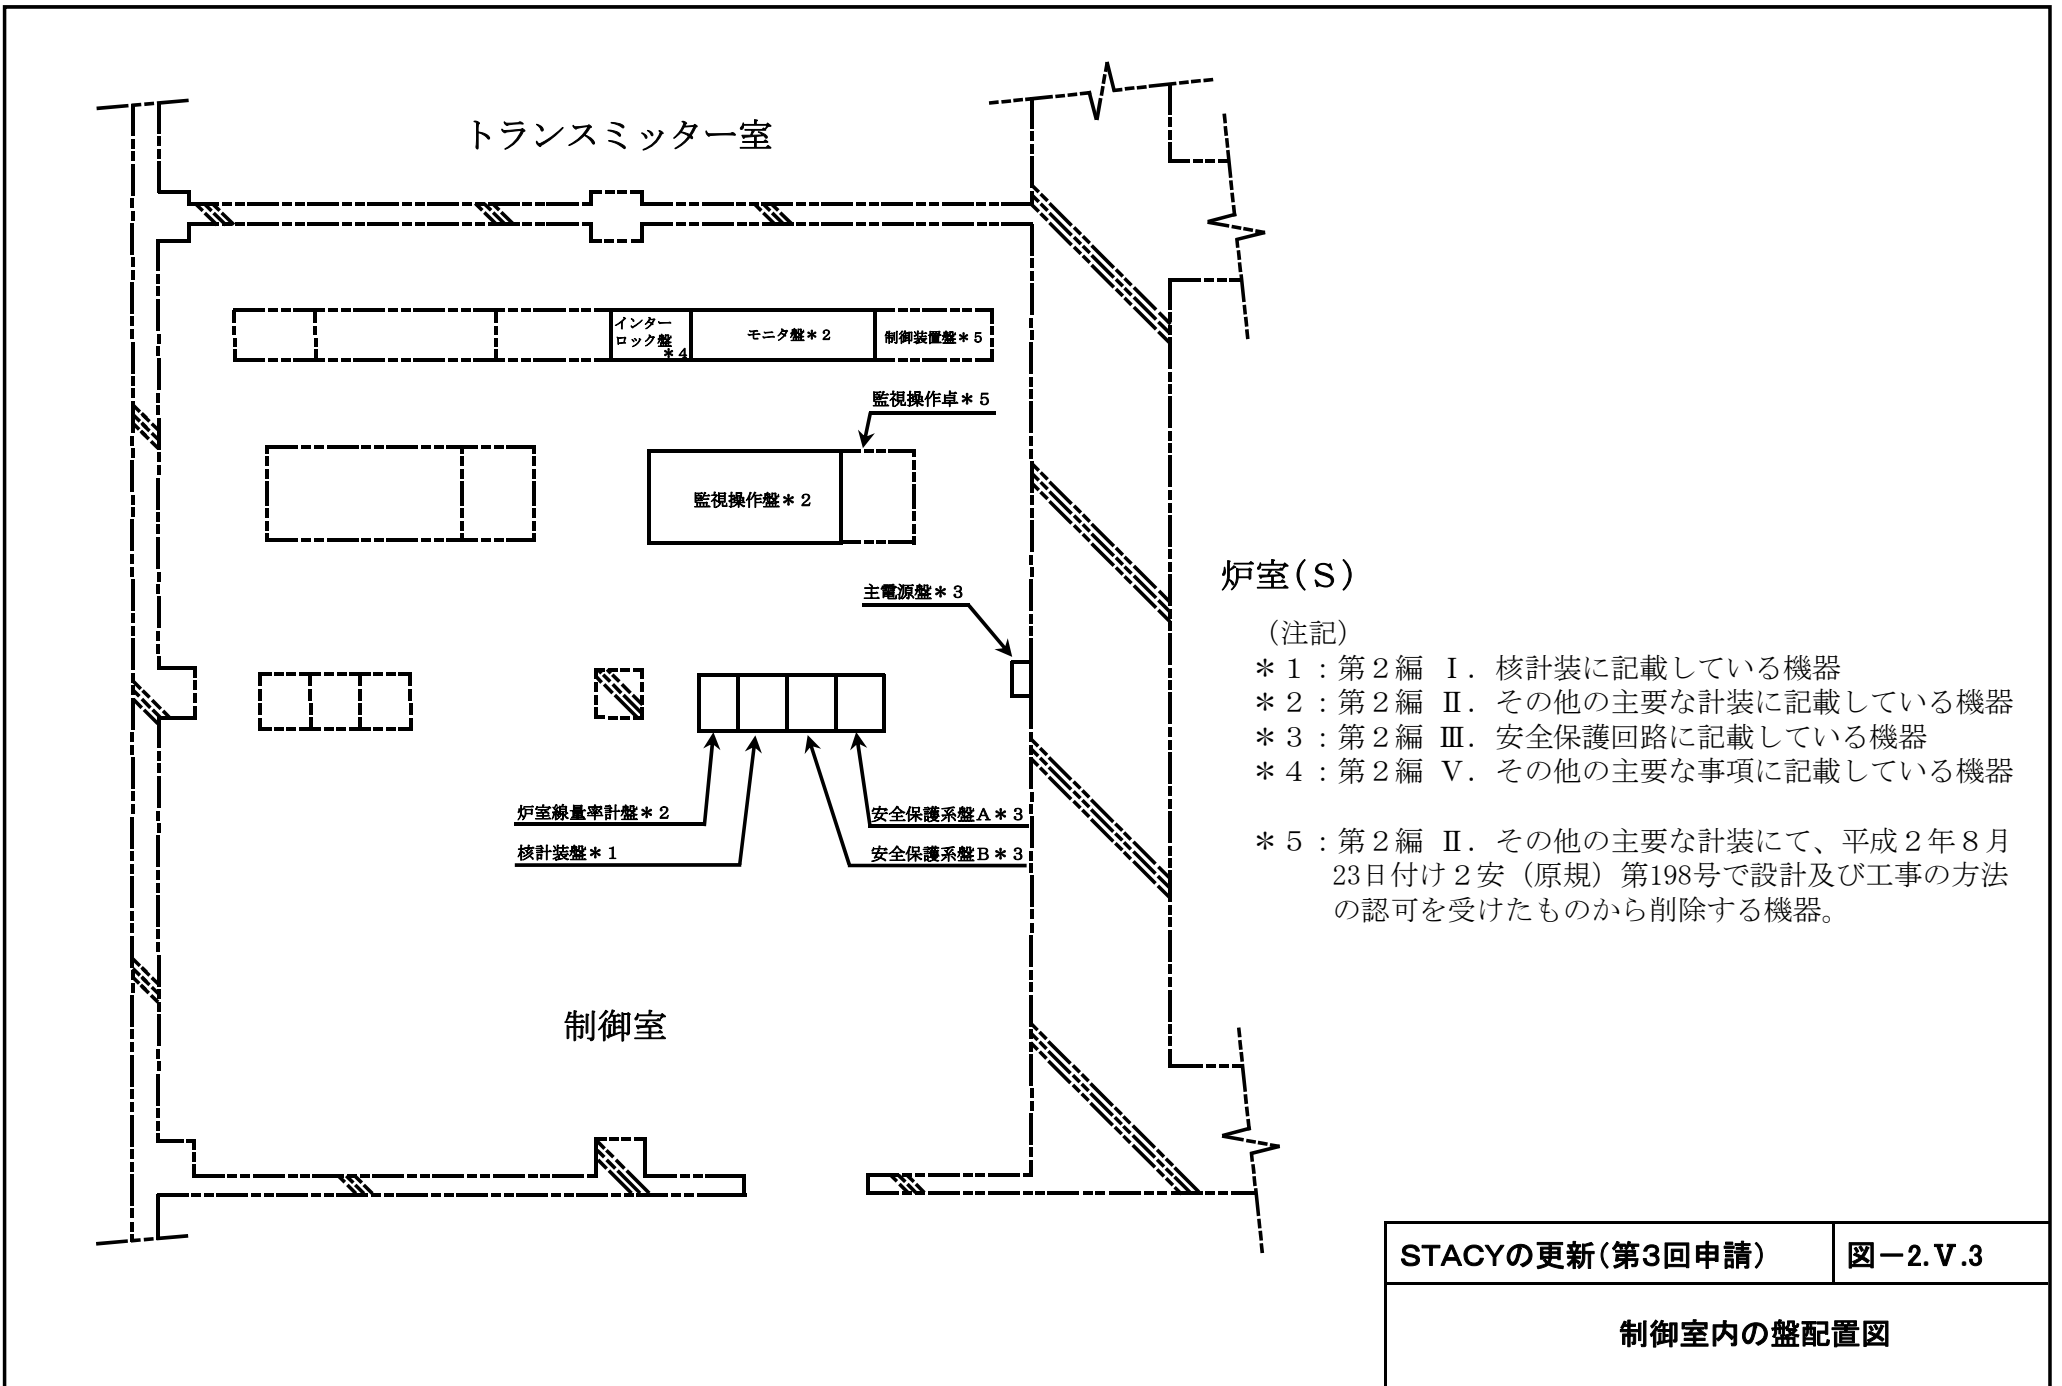 トランスミッター室
インター
ロック盤
＊4
モニタ盤＊2
制御装置盤＊5
監視操作卓＊5
監視操作盤＊2
主電源盤＊3
炉室(S)
（注記）
＊１：第２編 Ⅰ．核計装に記載している機器
＊２：第２編 Ⅱ．その他の主要な計装に記載している機器
＊３：第２編 Ⅲ．安全保護回路に記載している機器
＊４：第２編 Ⅴ．その他の主要な事項に記載している機器
＊５：第２編 Ⅱ．その他の主要な計装にて、平成２年８月
23日付け２安（原規）第198号で設計及び工事の方法
の認可を受けたものから削除する機器。
炉室線量率計盤＊2
核計装盤＊1
安全保護系盤A＊3
安全保護系盤B＊3
制御室
STACYの更新（第3回申請）
図－2.Ⅴ.3
制御室内の盤配置図